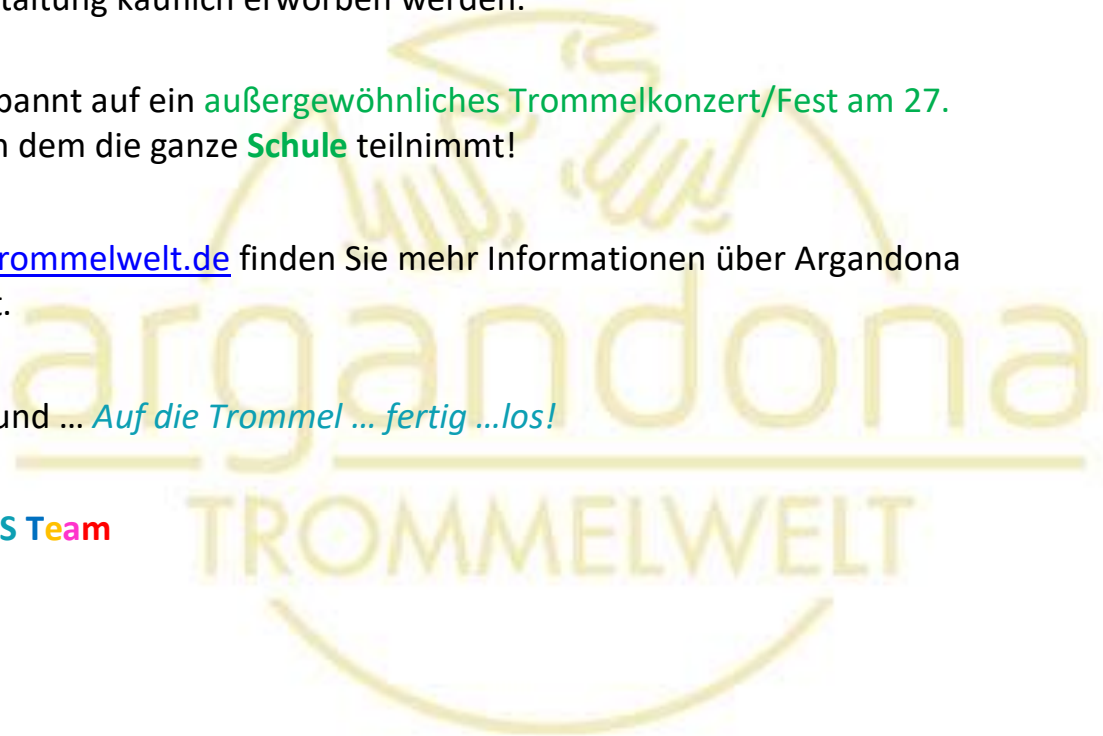 taltung käuflich erworben werden.
pannt auf ein außergewöhnliches Trommelkonzert/Fest am 27.
n dem die ganze Schule teilnimmt!
rommelwelt.de finden Sie mehr Informationen über Argandona
t.
und … Auf die Trommel … fertig …los!
S Team
argandona
TROMMELWELT